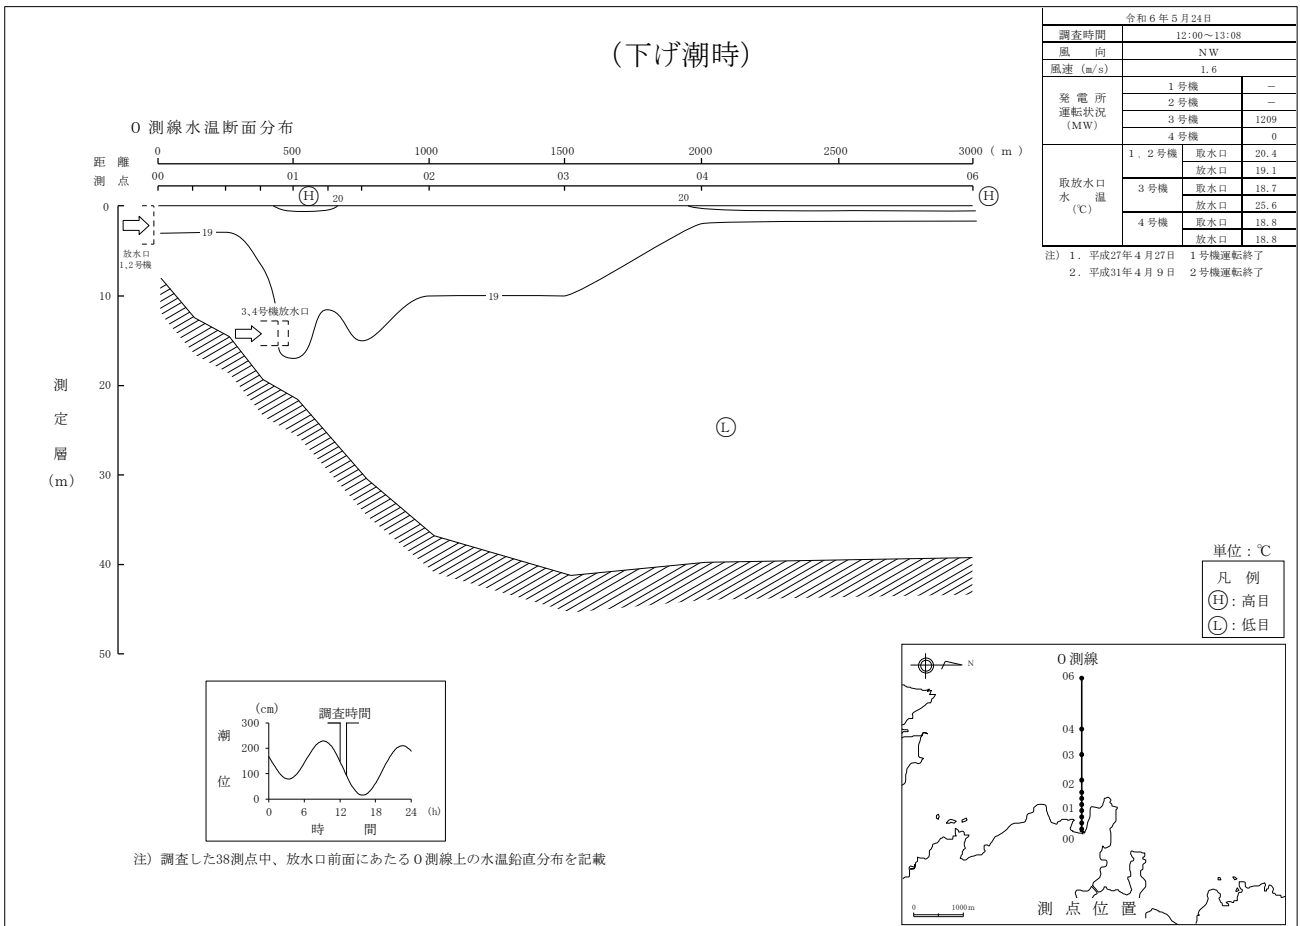 (下げ潮時)
令和6年5月24日
調査時間 12:00～13:08
風 向 NW
風速 (m/s) 1.6
発電所運転状況(MW) 1号機 －
2号機 －
3号機 1209
4号機 0
取放水口水温(℃) 1、2号機 取水口 20.4
放水口 19.1
3号機 取水口 18.7
放水口 25.6
4号機 取水口 18.8
放水口 18.8
注) 1. 平成27年4月27日 1号機運転終了
2. 平成31年4月9日 2号機運転終了
0測線水温断面分布
距離 0 500 1000 1500 2000 2500 3000 (m)
測点 00 01 02 03 04 06
H 20 20 H
0
放水口
1,2号機
19
10
19
3、4号機放水口
20
L
30
40
50
測定層(m)
単位:℃
凡 例
H:高目
L:低目
(cm)
調査時間
300
200
100
0
潮位
0 6 12 18 24 (h)
時 間
注) 調査した38測点中、放水口前面にあたる0測線上の水温鉛直分布を記載
N
0測線
06
04
03
02
01
00
0 1000m
測点位置